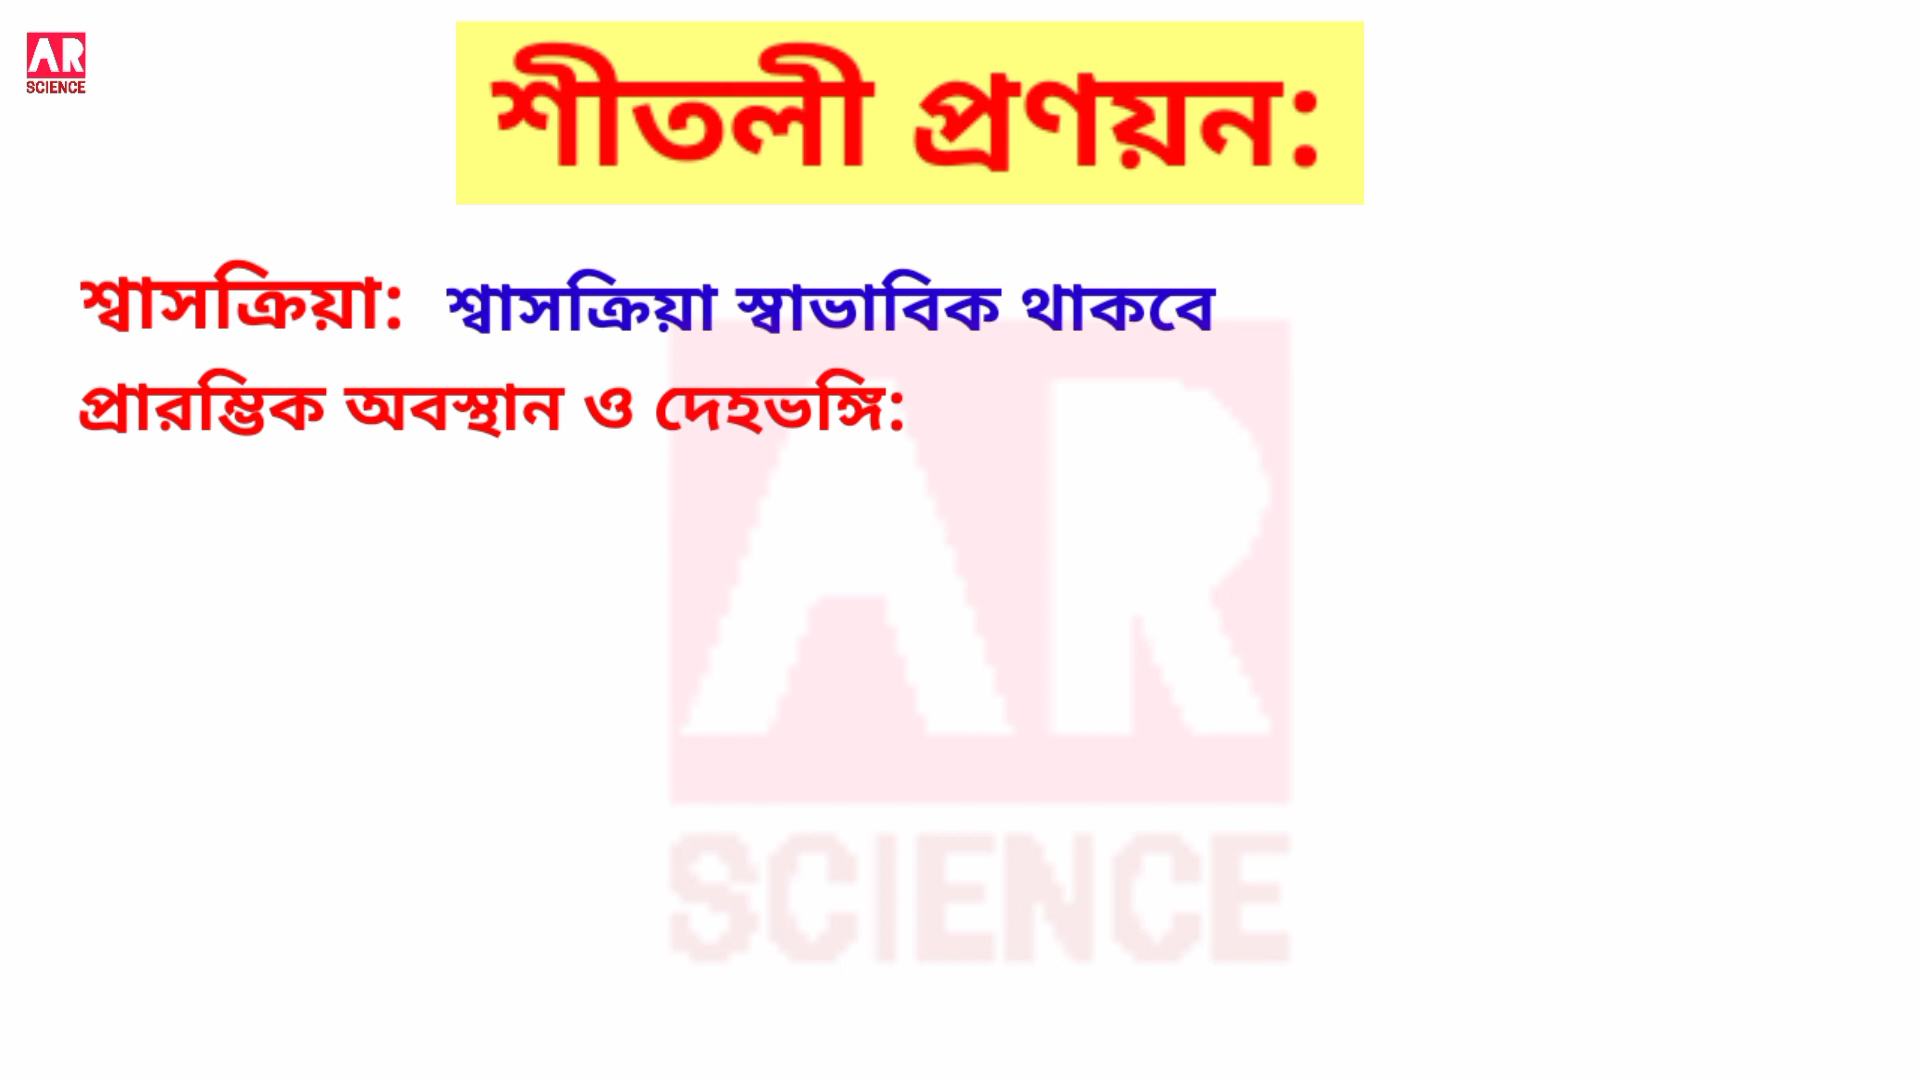 AR
SCIENCE
শীতলী প্রণয়ন:
শ্বাসক্রিয়া: শ্বাসক্রিয়া স্বাভাবিক থাকবে
প্রারম্ভিক অবস্থান ও দেহভঙ্গি:
AR
SCIENCE